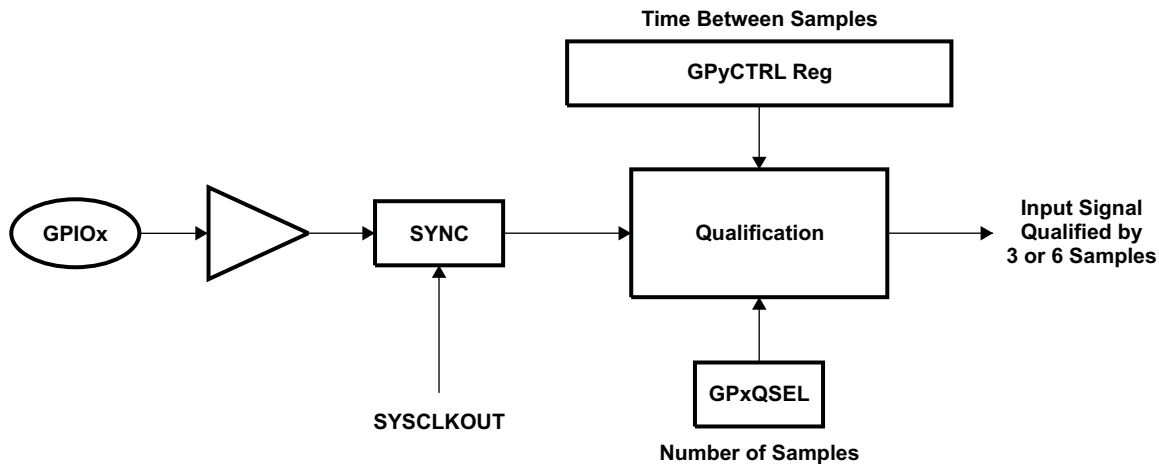 Time Between Samples
GPyCTRL Reg
GPIOx
SYNC
Qualification
Input Signal
Qualified by
3 or 6 Samples
GPxQSEL
SYSCLKOUT
Number of Samples